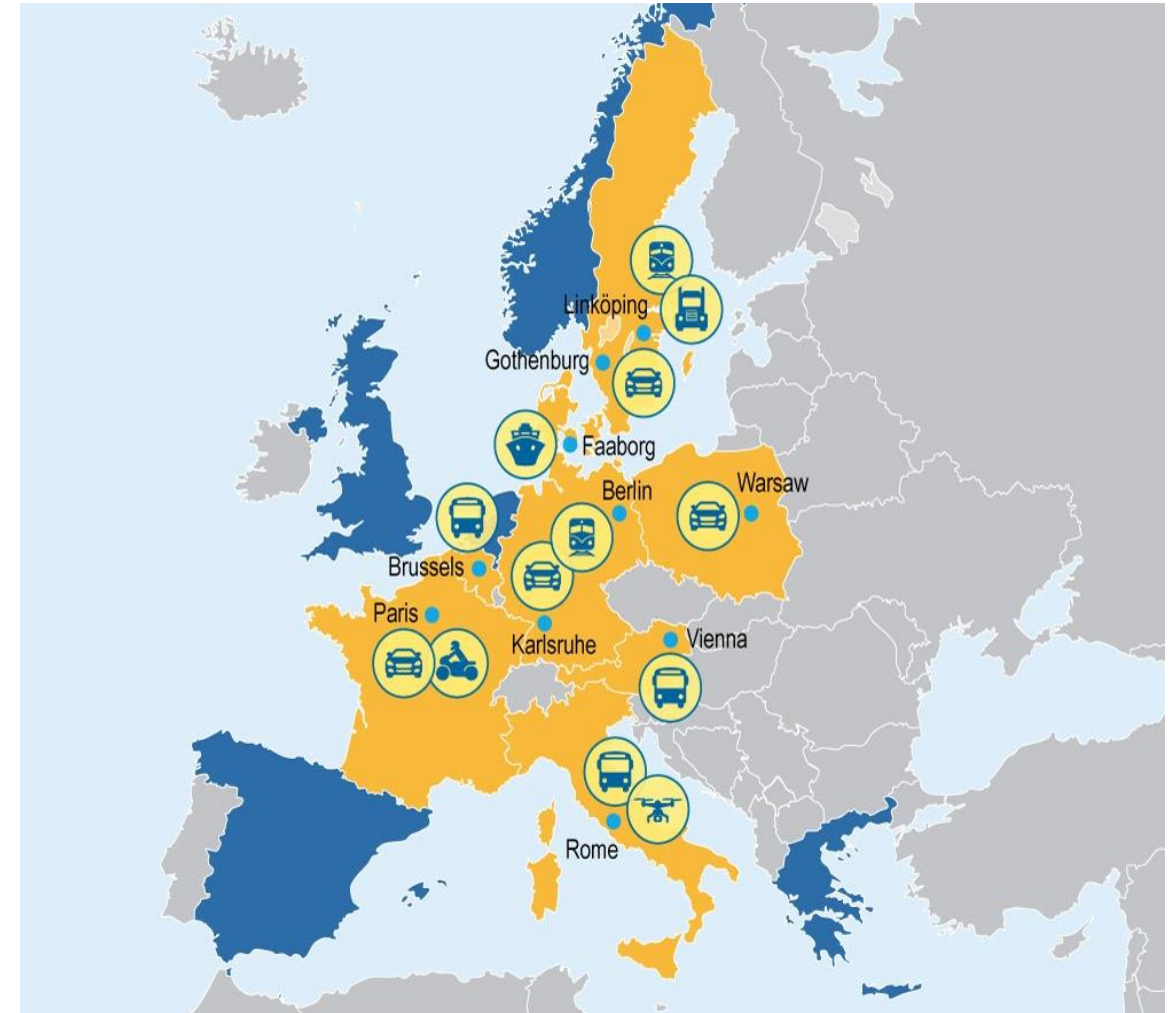 Linköping
Gothenburg
Faaborg
Berlin
Warsaw
Brussels
Paris
Karlsruhe
Vienna
Rome